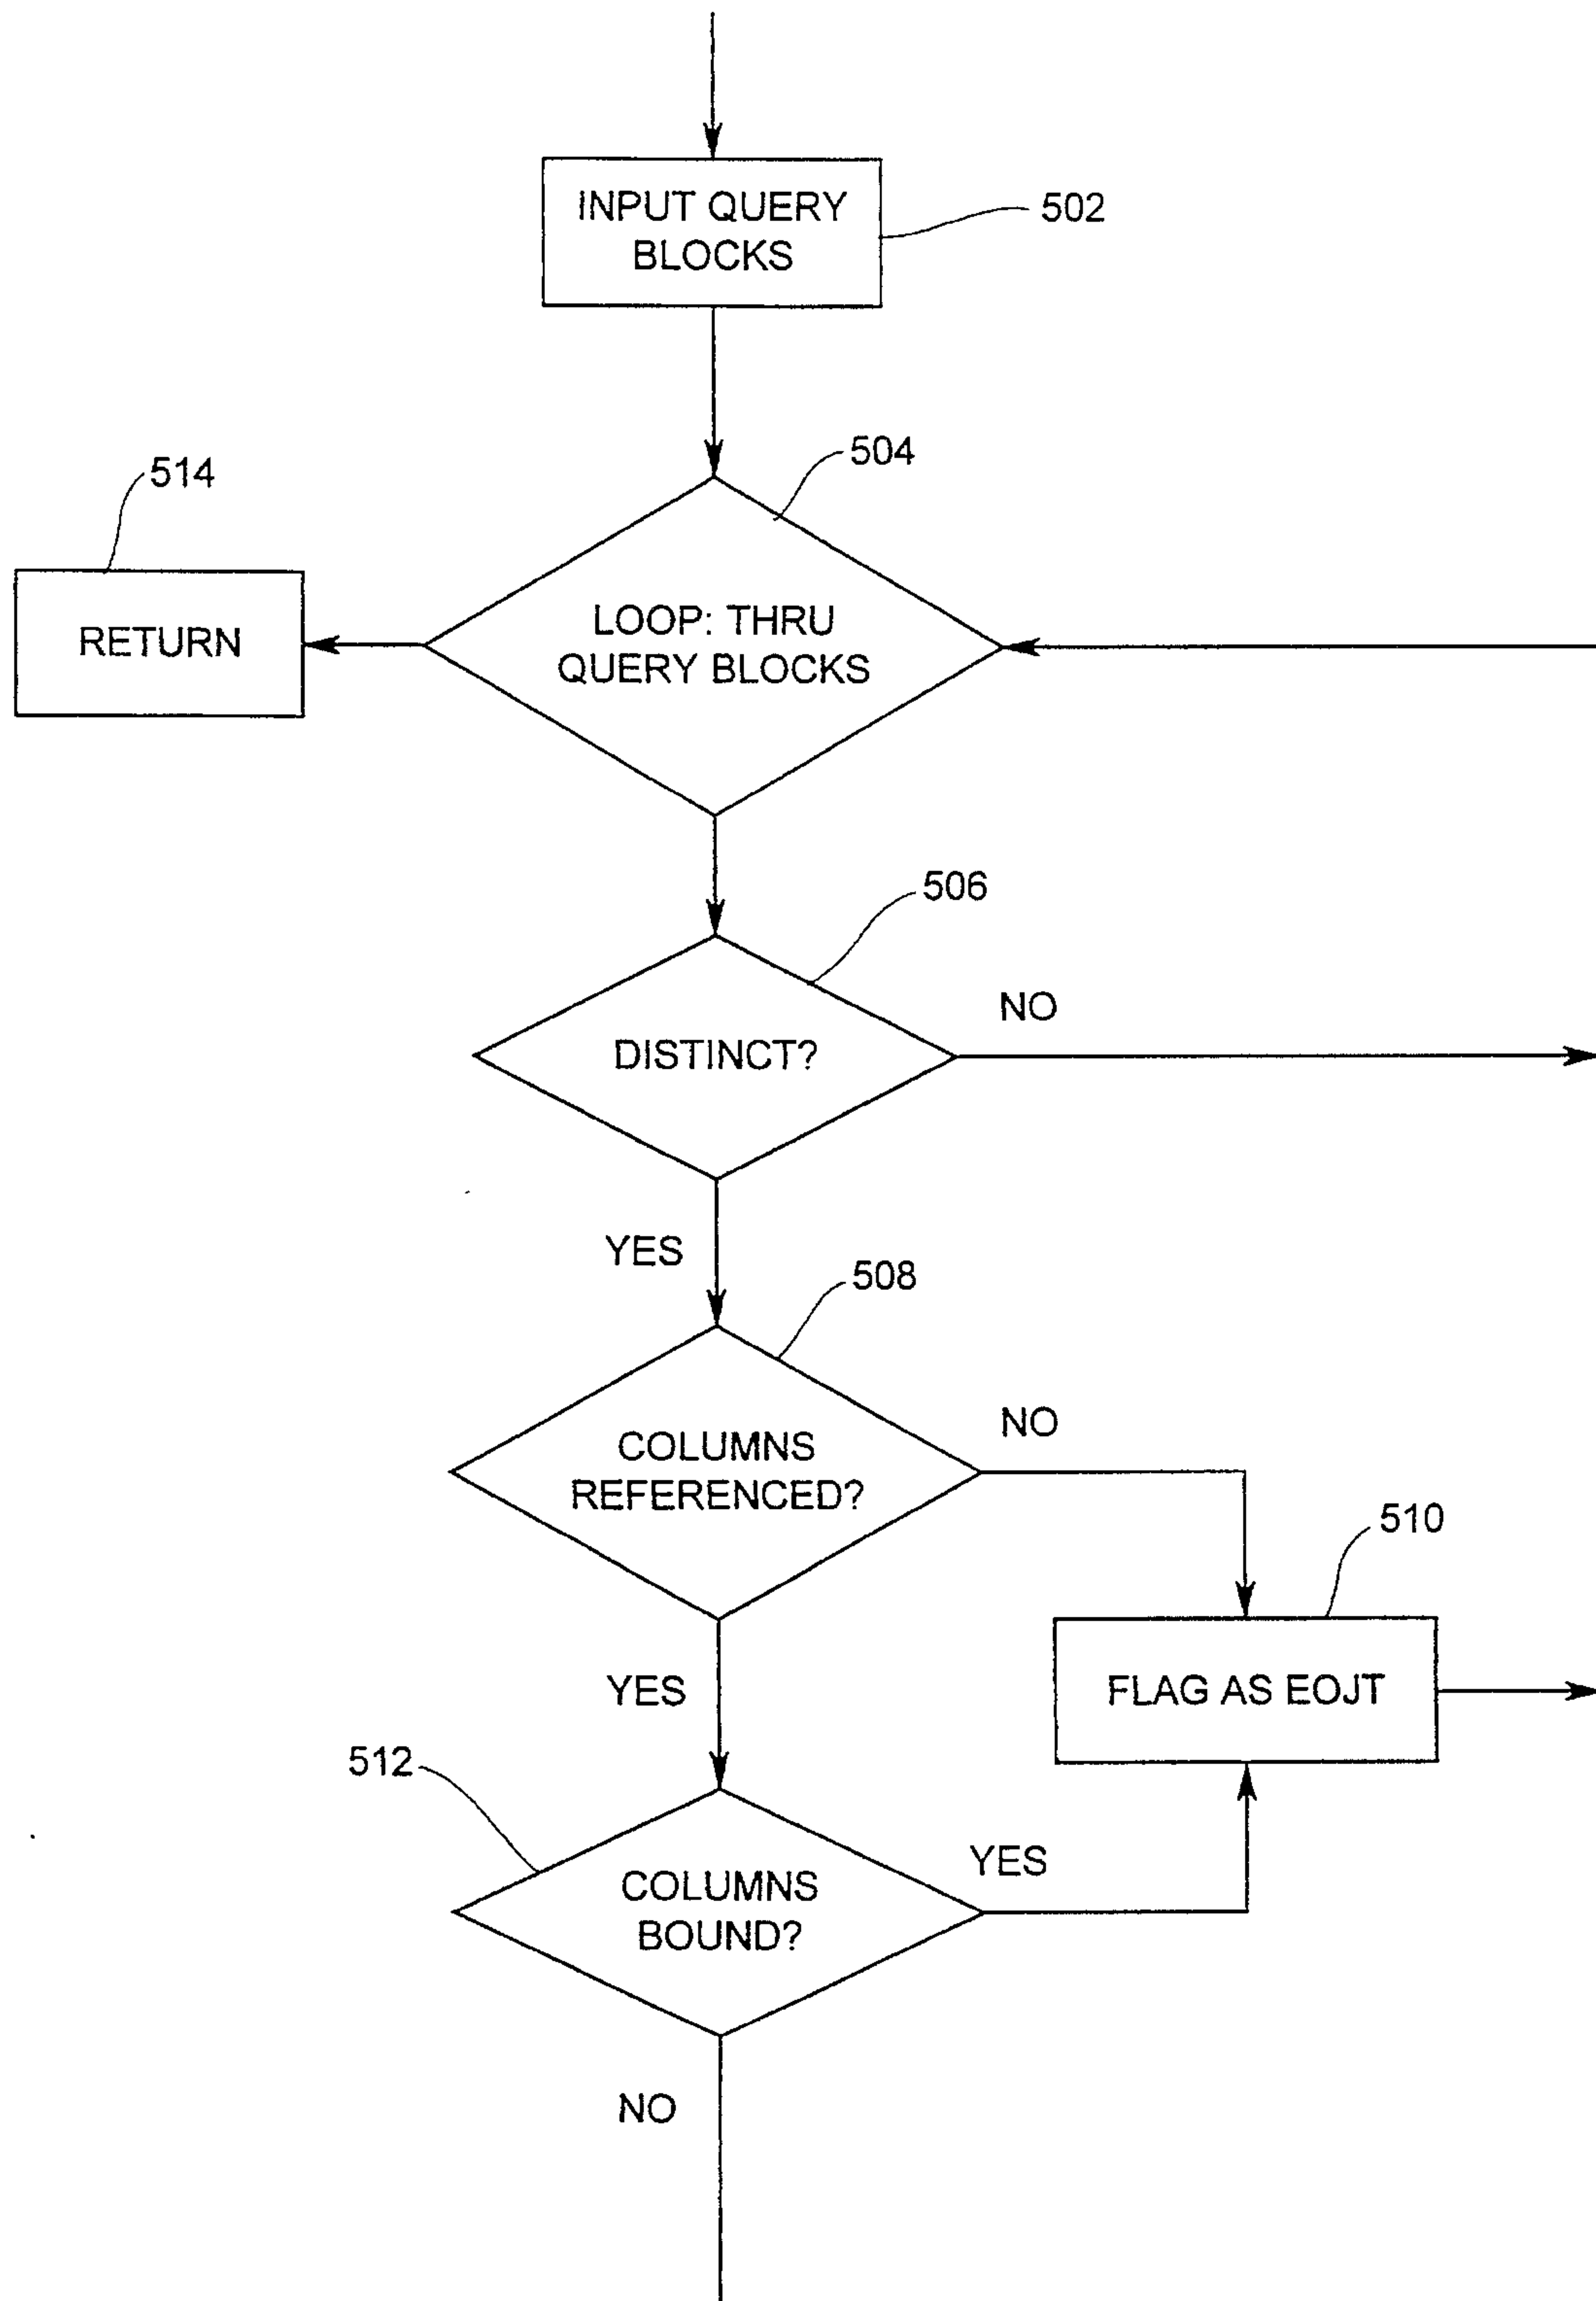 INPUT QUERY
BLOCKS
502
504
514
RETURN
LOOP: THRU
QUERY BLOCKS
506
NO
DISTINCT?
YES
508
NO
COLUMNS
REFERENCED?
510
FLAG AS EOJT
YES
512
YES
COLUMNS
BOUND?
NO